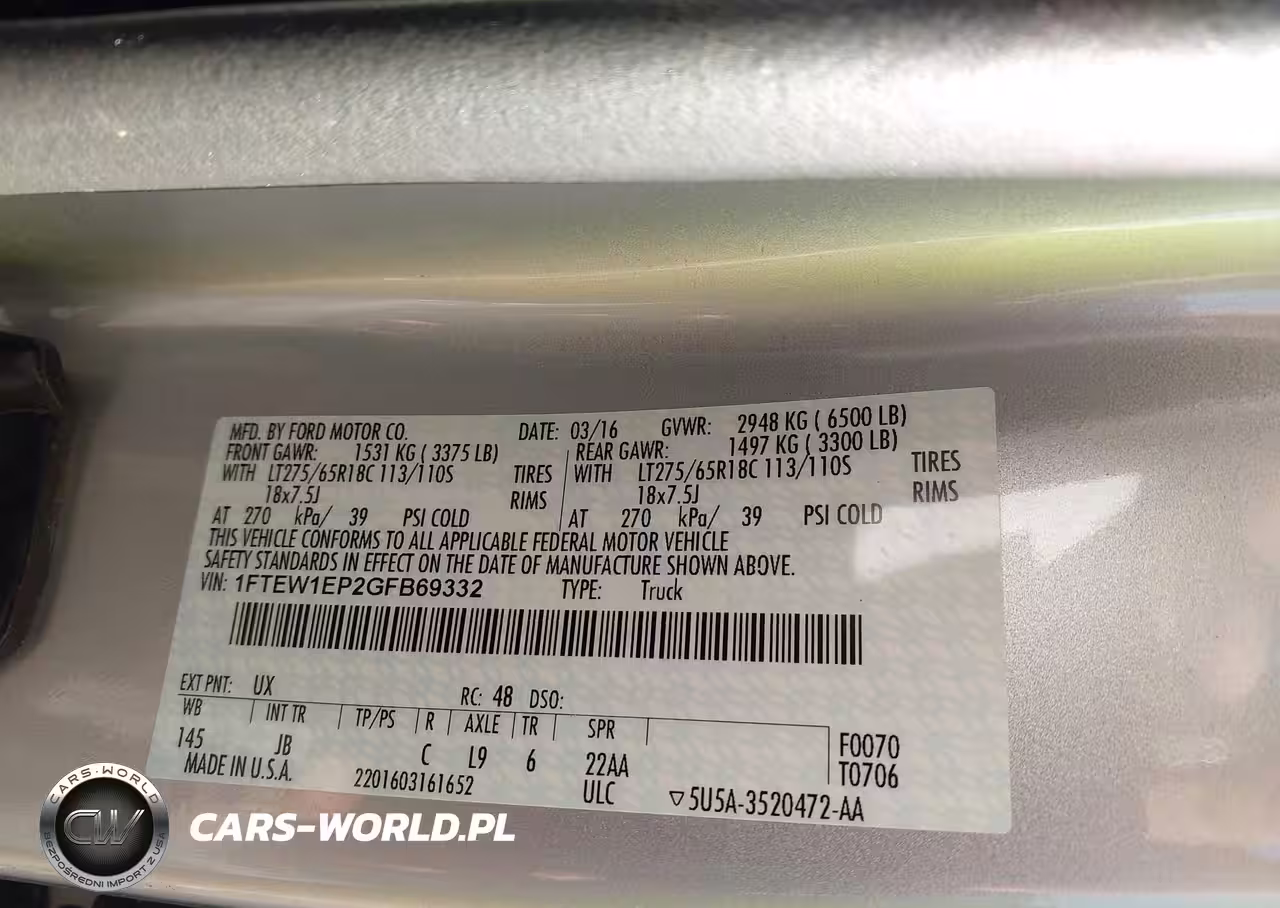 MFD. BY FORD MOTOR CO. DATE: 03/16 GVWR: 2948 KG ( 6500 LB)
FRONT GAWR: 1531 KG ( 3375 LB) REAR GAWR: 1497 KG ( 3300 LB)
WITH LT275/65R18C 113/110S TIRES WITH LT275/65R18C 113/110S TIRES
18x7.5J RIMS 18x7.5J RIMS
AT 270 kPa/ 39 PSI COLD AT 270 kPa/ 39 PSI COLD
THIS VEHICLE CONFORMS TO ALL APPLICABLE FEDERAL MOTOR VEHICLE
SAFETY STANDARDS IN EFFECT ON THE DATE OF MANUFACTURE SHOWN ABOVE.
VIN: 1FTEW1EP2GFB69332 TYPE: Truck
EXT PNT: UX RC: 48 DSO:
WB INT TR TP/PS R AXLE TR SPR
145 JB C L9 6 22AA F0070
MADE IN U.S.A. 2201603161652 ULC T0706
▽5U5A-3520472-AA
CARS-WORLD
CW
BEZPOŚREDNI IMPORT Z USA
CARS-WORLD.PL